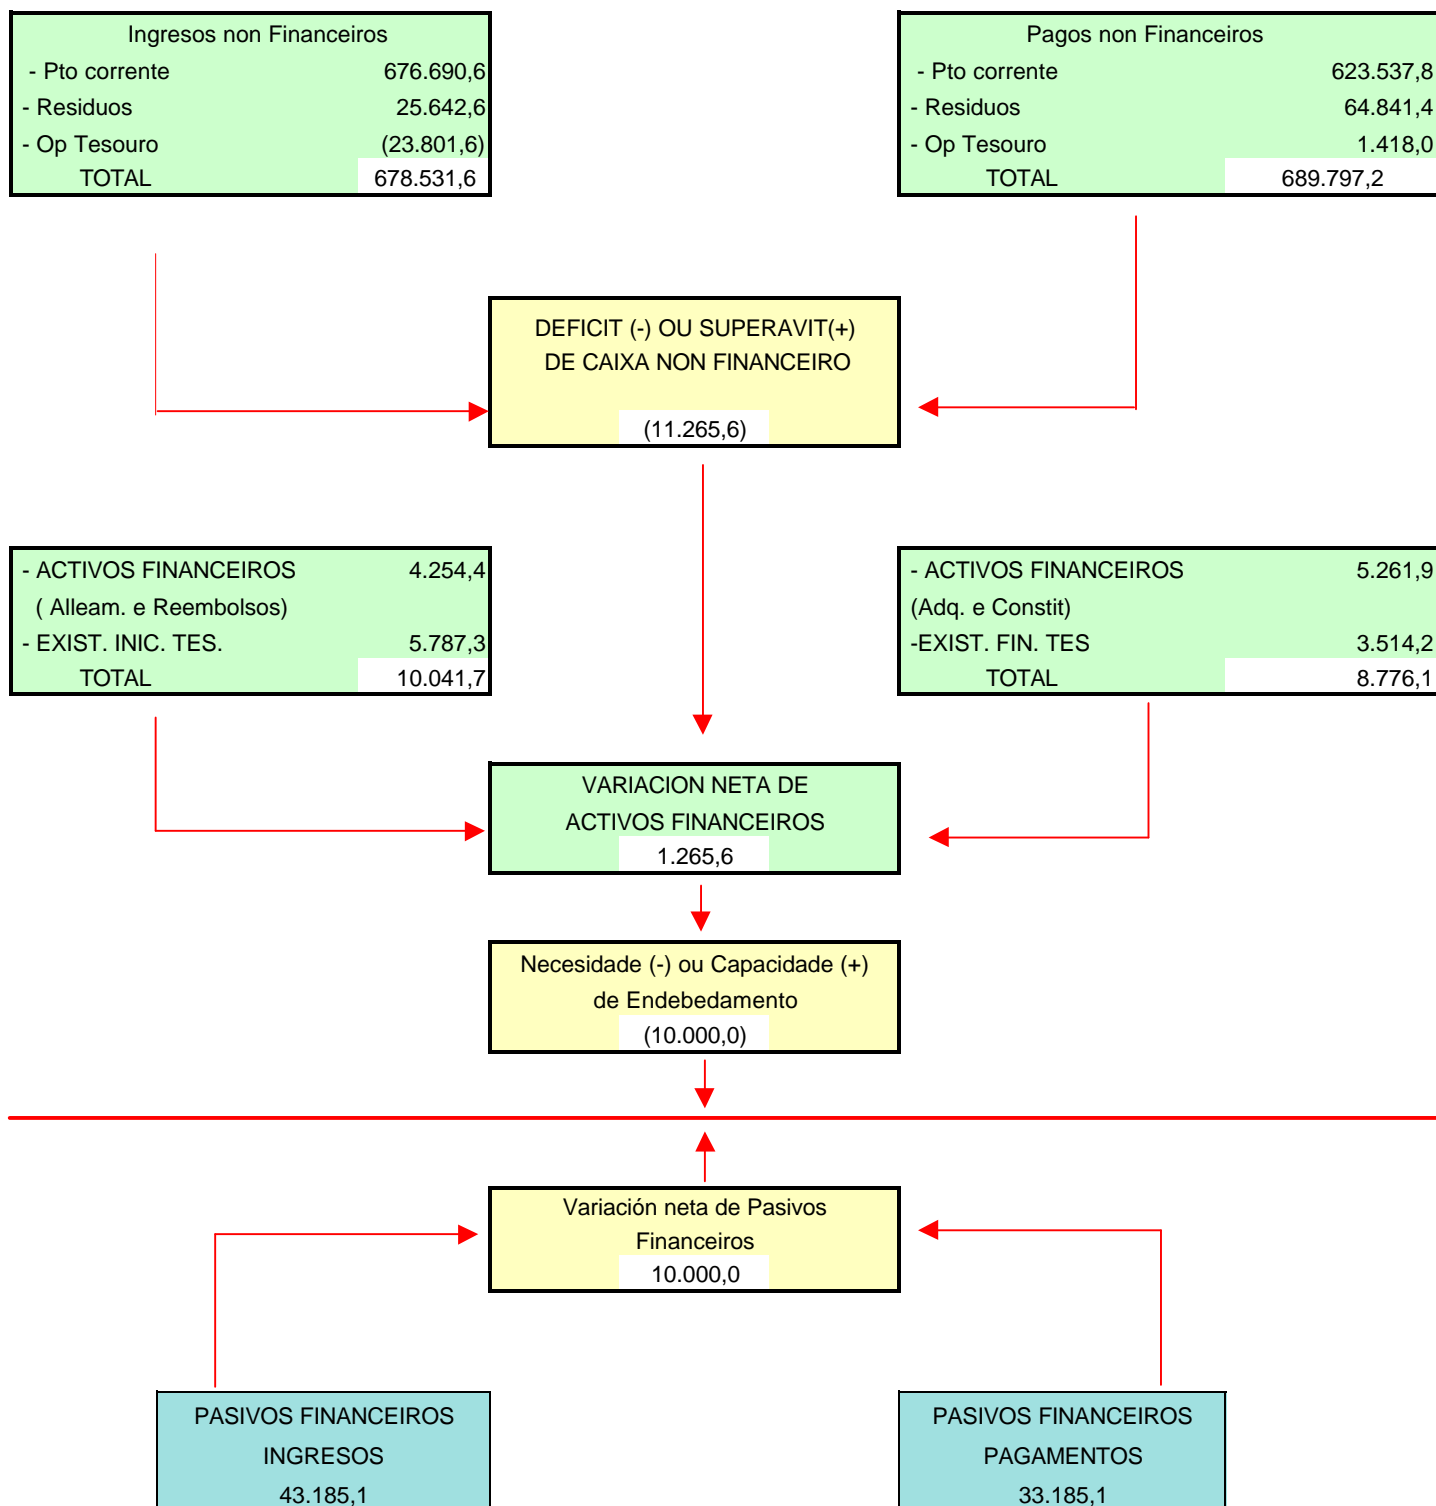 Ingresos non Financeiros
- Pto corrente 676.690,6
- Residuos 25.642,6
- Op Tesouro (23.801,6)
TOTAL 678.531,6
Pagos non Financeiros
- Pto corrente 623.537,8
- Residuos 64.841,4
- Op Tesouro 1.418,0
TOTAL 689.797,2
DEFICIT (-) OU SUPERAVIT(+)
DE CAIXA NON FINANCEIRO
(11.265,6)
- ACTIVOS FINANCEIROS 4.254,4
( Alleam. e Reembolsos)
- EXIST. INIC. TES. 5.787,3
TOTAL 10.041,7
- ACTIVOS FINANCEIROS 5.261,9
(Adq. e Constit)
-EXIST. FIN. TES 3.514,2
TOTAL 8.776,1
VARIACION NETA DE
ACTIVOS FINANCEIROS
1.265,6
Necesidade (-) ou Capacidade (+)
de Endebedamento
(10.000,0)
Variación neta de Pasivos
Financeiros
10.000,0
PASIVOS FINANCEIROS
INGRESOS
43.185,1
PASIVOS FINANCEIROS
PAGAMENTOS
33.185,1